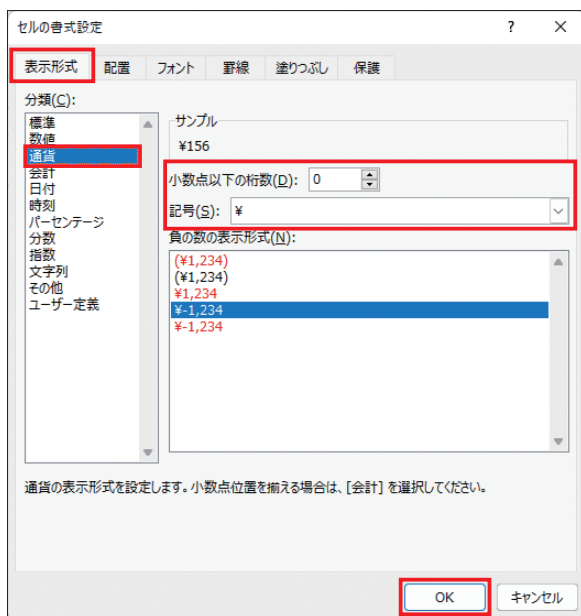 セルの書式設定 ? ×
表示形式 配置 フォント 罫線 塗りつぶし 保護
分類(C):
標準
数値
通貨
会計
日付
時刻
パーセンテージ
分数
指数
文字列
その他
ユーザー定義
サンプル
¥156
小数点以下の桁数(D): 0
記号(S): ¥
負の数の表示形式(N):
(¥1,234)
(¥1,234)
¥1,234
¥-1,234
¥-1,234
通貨の表示形式を設定します。小数点位置を揃える場合は、[会計] を選択してください。
OK キャンセル